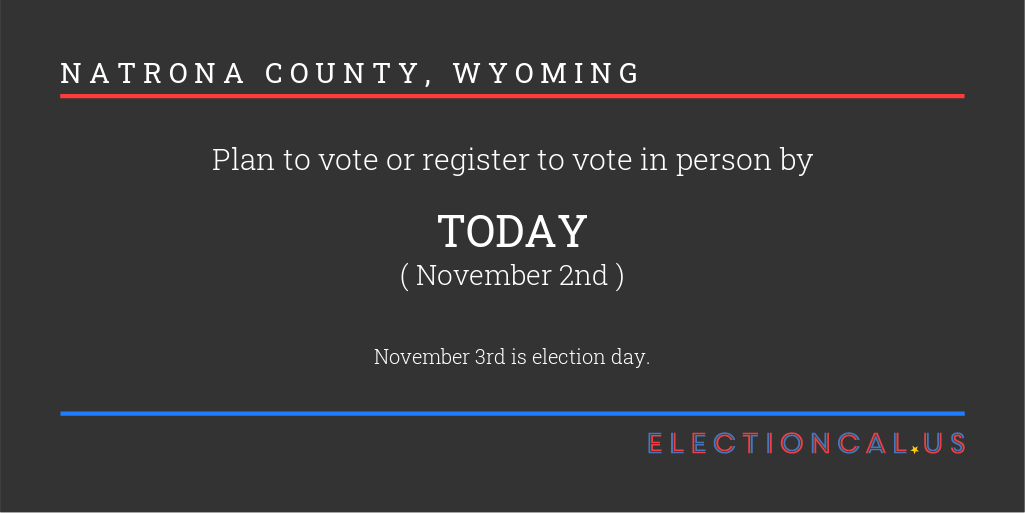 NATRONA COUNTY, WYOMING
Plan to vote or register to vote in person by
TODAY
( November 2nd )
November 3rd is election day.
ELECTIONCAL.US